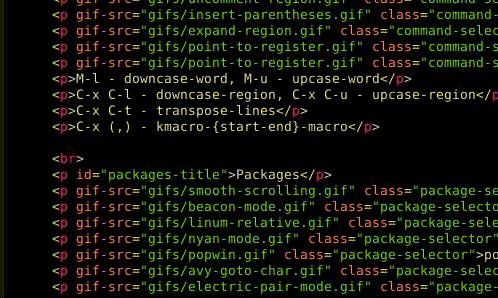 <p gif-src="gifs/uncomment-region.gif" class="command-
<p gif-src="gifs/insert-parentheses.gif" class="command-
<p gif-src="gifs/expand-region.gif" class="command-selec
<p gif-src="gifs/point-to-register.gif" class="command-s
<p gif-src="gifs/point-to-register.gif" class="command-s
<p>M-l - downcase-word, M-u - upcase-word</p>
<p>C-x C-l - downcase-region, C-x C-u - upcase-region</p
<p>C-x C-t - transpose-lines</p>
<p>C-x (,) - kmacro-{start-end}-macro</p>
<br>
<p id="packages-title">Packages</p>
<p gif-src="gifs/smooth-scrolling.gif" class="package-se
<p gif-src="gifs/beacon-mode.gif" class="package-selecto
<p gif-src="gifs/linum-relative.gif" class="package-sele
<p gif-src="gifs/nyan-mode.gif" class="package-selector"
<p gif-src="gifs/popwin.gif" class="package-selector">po
<p gif-src="gifs/avy-goto-char.gif" class="package-selec
<p gif-src="gifs/electric-pair-mode.gif" class="package-